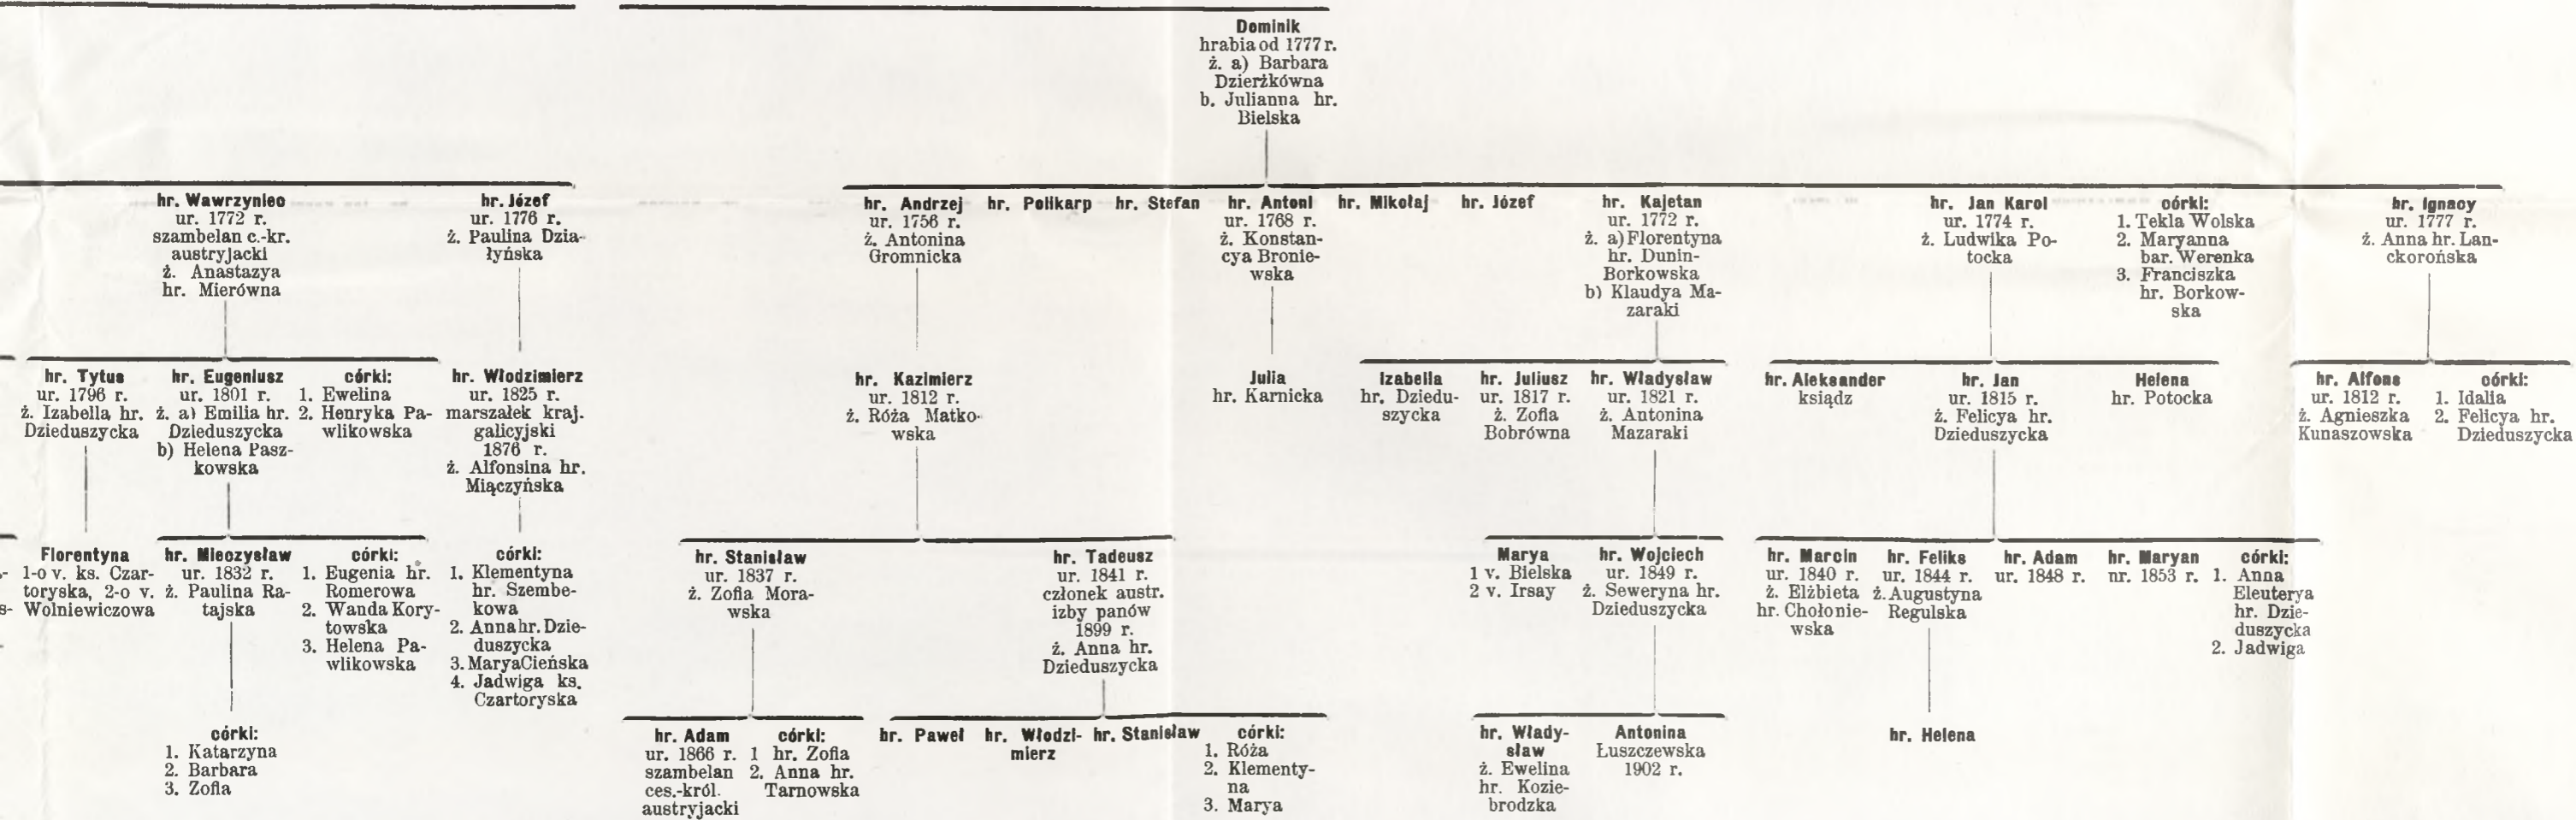 Dominik
hrabia od 1777 r.
ż. a) Barbara
Dzierżkówna
b. Julianna hr.
Bielska
hr. Wawrzyniec
ur. 1772 r.
szambelan c.-kr.
austryjacki
ż. Anastazya
hr. Mierówna
hr. Józef
ur. 1776 r.
ż. Paulina Dzia-
łyńska
hr. Andrzej
ur. 1756 r.
ż. Antonina
Gromnicka
hr. Polikarp
hr. Stefan
hr. Antoni
ur. 1768 r.
ż. Konstan-
cya Bronie-
wska
hr. Mikołaj
hr. Józef
hr. Kajetan
ur. 1772 r.
ż. a) Florentyna
hr. Dunin-
Borkowska
b) Klaudya Ma-
zaraki
hr. Jan Karol
ur. 1774 r.
ż. Ludwika Po-
tocka
córki:
1. Tekla Wolska
2. Maryanna
bar. Werenka
3. Franciszka
hr. Borkow-
ska
hr. Ignacy
ur. 1777 r.
ż. Anna hr. Lan-
ckorońska
hr. Tytus
ur. 1796 r.
ż. Izabella hr.
Dzieduszycka
hr. Eugeniusz
ur. 1801 r.
ż. a) Emilia hr.
Dzieduszycka
b) Helena Pasz-
kowska
córki:
1. Ewelina
2. Henryka Pa-
wlikowska
hr. Włodzimierz
ur. 1825 r.
marszałek kraj.
galicyjski
1876 r.
ż. Alfonsina hr.
Miączyńska
hr. Kazimierz
ur. 1812 r.
ż. Róża Matko-
wska
Julia
hr. Karnicka
Izabella
hr. Dziedu-
szycka
hr. Juliusz
ur. 1817 r.
ż. Zofia
Bobrówna
hr. Władysław
ur. 1821 r.
ż. Antonina
Mazaraki
hr. Aleksander
ksiądz
hr. Jan
ur. 1815 r.
ż. Felicya hr.
Dzieduszycka
Helena
hr. Potocka
hr. Alfons
ur. 1812 r.
ż. Agnieszka
Kunaszowska
córki:
1. Idalia
2. Felicya hr.
Dzieduszycka
Florentyna
1-o v. ks. Czar-
toryska, 2-o v.
Wolniewiczowa
hr. Mieczysław
ur. 1832 r.
ż. Paulina Ra-
tajska
córki:
1. Eugenia hr.
Romerowa
2. Wanda Kory-
towska
3. Helena Pa-
wlikowska
córki:
1. Klementyna
hr. Szembe-
kowa
2. Anna hr. Dzie-
duszycka
3. Marya Cieńska
4. Jadwiga ks.
Czartoryska
hr. Stanisław
ur. 1837 r.
ż. Zofia Mora-
wska
hr. Tadeusz
ur. 1841 r.
członek austr.
izby panów
1899 r.
ż. Anna hr.
Dzieduszycka
Marya
1 v. Bielska
2 v. Irsay
hr. Wojciech
ur. 1849 r.
ż. Seweryna hr.
Dzieduszycka
hr. Marcin
ur. 1840 r.
ż. Elżbieta
hr. Chołonie-
wska
hr. Feliks
ur. 1844 r.
ż. Augustyna
Regulska
hr. Adam
ur. 1848 r.
hr. Maryan
nr. 1853 r.
córki:
1. Anna
Eleuterya
hr. Dzie-
duszycka
2. Jadwiga
córki:
1. Katarzyna
2. Barbara
3. Zofia
hr. Adam
ur. 1866 r.
szambelan
ces.-król.
austryjacki
córki:
1 hr. Zofia
2. Anna hr.
Tarnowska
hr. Paweł
hr. Włodzi-
mierz
hr. Stanisław
córki:
1. Róża
2. Klementy-
na
3. Marya
hr. Włady-
sław
ż. Ewelina
hr. Kozie-
brodzka
Antonina
Łuszczewska
1902 r.
hr. Helena